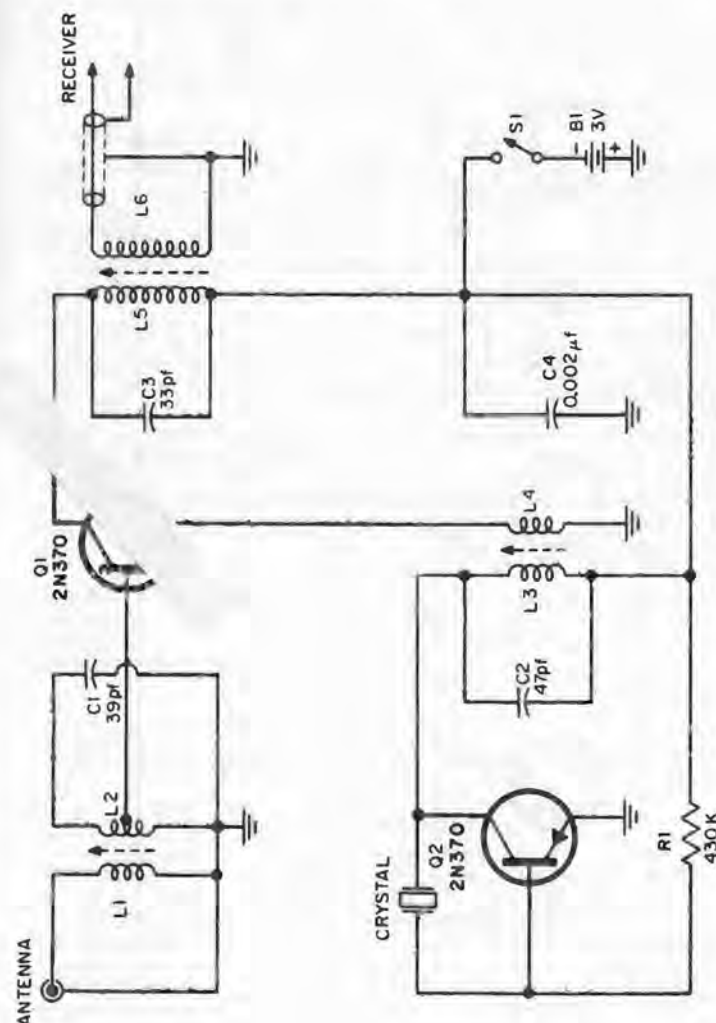 ANTENNA
L1
L2
C1
39pf
Q1
2N370
C3
33pf
L5
L6
RECEIVER
CRYSTAL
Q2
2N370
C2
47pf
L3
L4
C4
0.002µf
S1
-
B1
3V
+
R1
430K